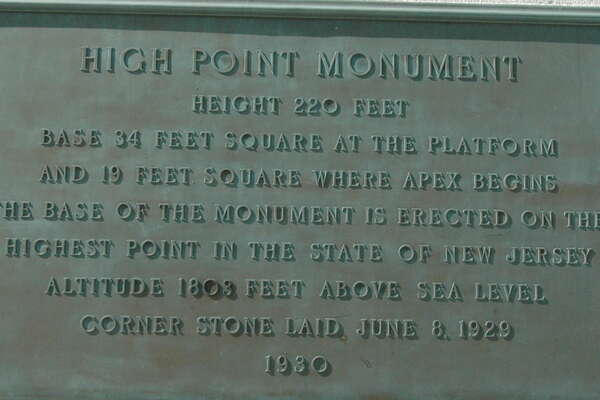 HIGH POINT MONUMENT
HEIGHT 220 FEET
BASE 34 FEET SQUARE AT THE PLATFORM
AND 19 FEET SQUARE WHERE APEX BEGINS
THE BASE OF THE MONUMENT IS ERECTED ON THE
HIGHEST POINT IN THE STATE OF NEW JERSEY
ALTITUDE 1803 FEET ABOVE SEA LEVEL
CORNER STONE LAID, JUNE 8, 1929
1930